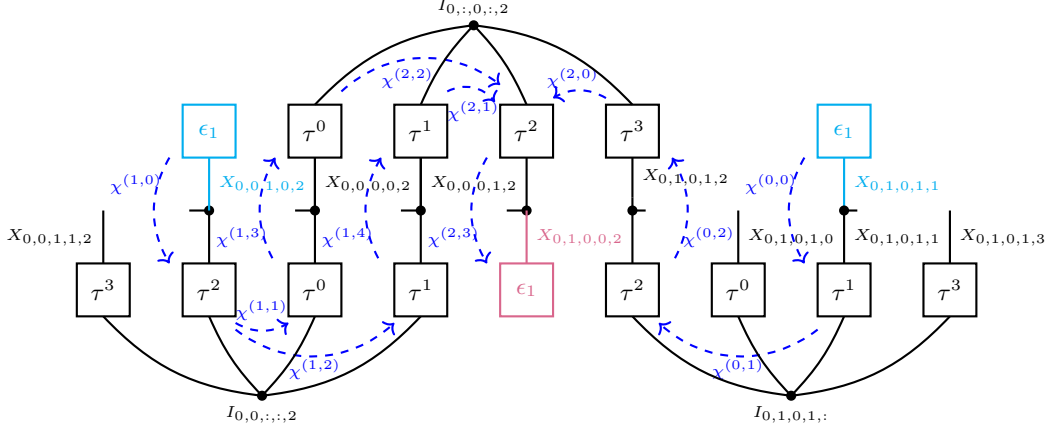 I_{0,:,0,:,2}
χ^{(2,2)} χ^{(2,0)}
χ^{(2,1)}
ϵ_1 τ^0 τ^1 τ^2 τ^3 ϵ_1
χ^{(1,0)} X_{0,0,1,0,2} X_{0,0,0,0,2} X_{0,0,0,1,2} X_{0,1,0,1,2} χ^{(0,0)} X_{0,1,0,1,1}
X_{0,0,1,1,2} χ^{(1,3)} χ^{(1,4)} χ^{(2,3)} X_{0,1,0,0,2} χ^{(0,2)} X_{0,1,0,1,0} X_{0,1,0,1,1} X_{0,1,0,1,3}
τ^3 τ^2 τ^0 τ^1 ϵ_1 τ^2 τ^0 τ^1 τ^3
χ^{(1,1)}
χ^{(1,2)} χ^{(0,1)}
I_{0,0,:,:,2} I_{0,1,0,1,:}